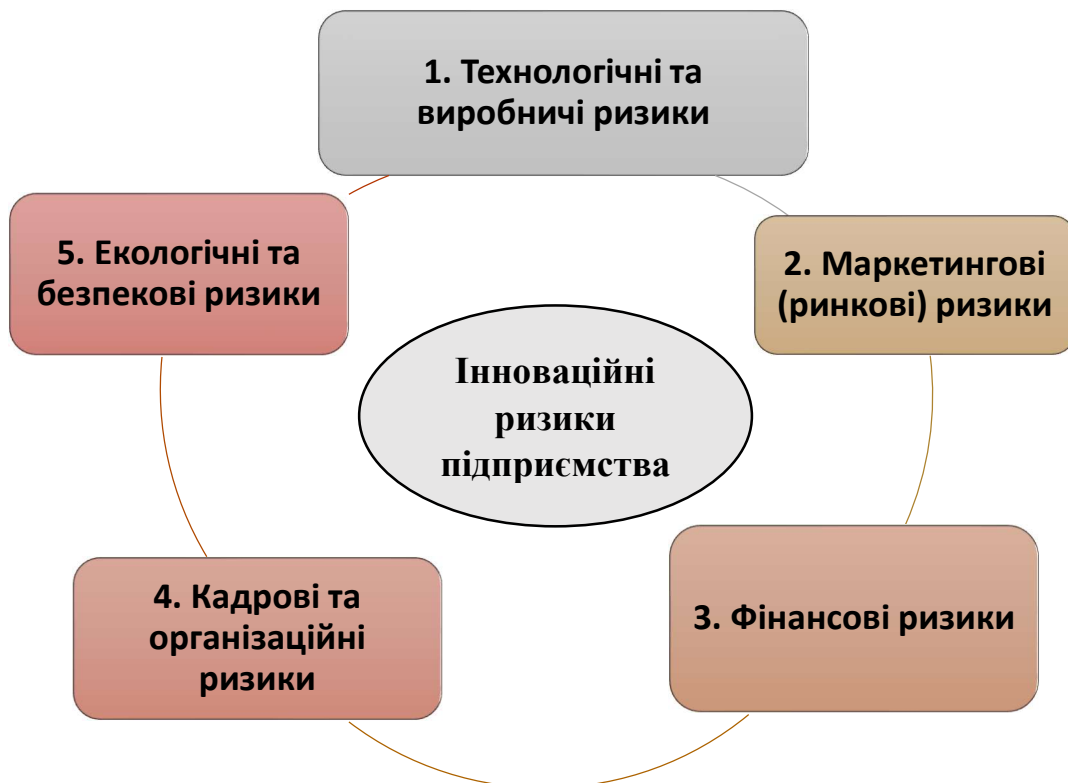 1. Технологічні та
виробничі ризики
5. Екологічні та
безпекові ризики
2. Маркетингові
(ринкові) ризики
Інноваційні
ризики
підприємства
4. Кадрові та
організаційні
ризики
3. Фінансові ризики